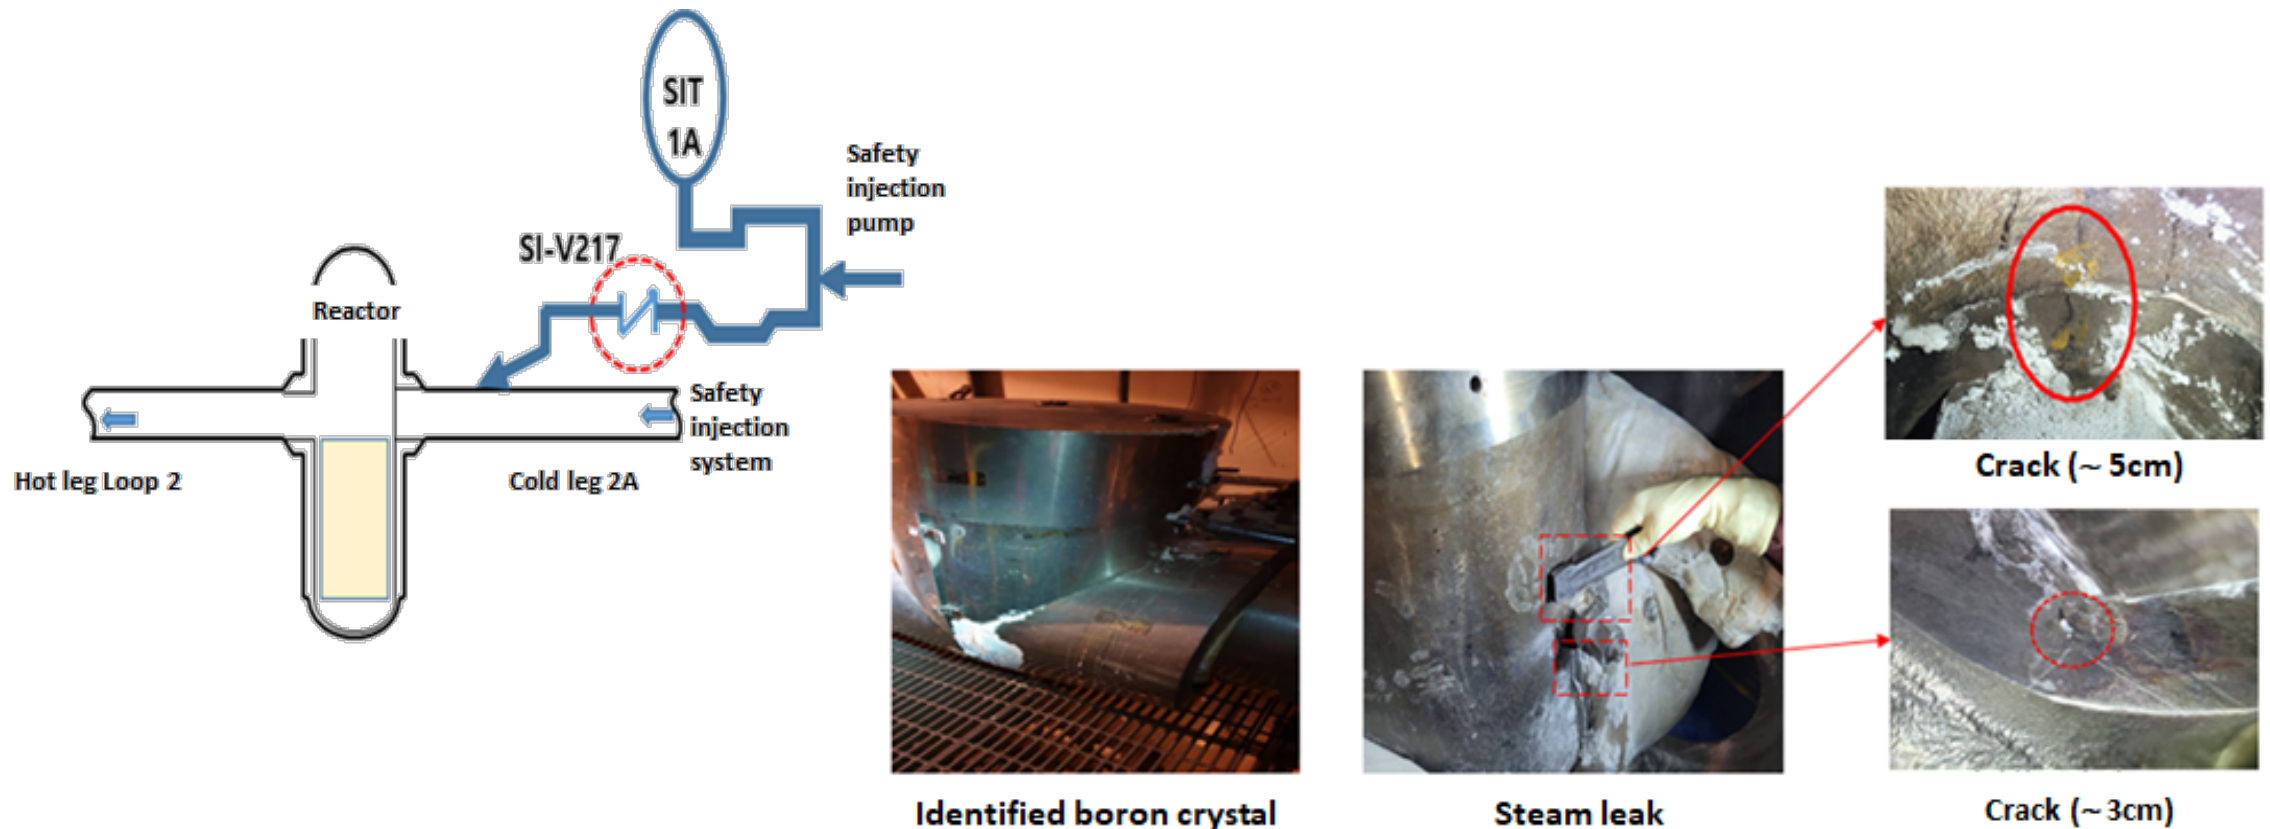 SIT
1A
Safety
injection
pump
SI-V217
Reactor
Safety
injection
system
Hot leg Loop 2
Cold leg 2A
Identified boron crystal
Steam leak
Crack (~ 5cm)
Crack (~ 3cm)